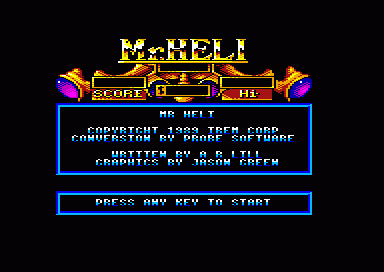 Mr.HELI
SCORE Hi
MR HELI
COPYRIGHT 1989 IREM CORP
CONVERSION BY PROBE SOFTWARE
WRITTEN BY A R
GRAPHICS BY JASON GREEN
PRESS ANY KEY TO START